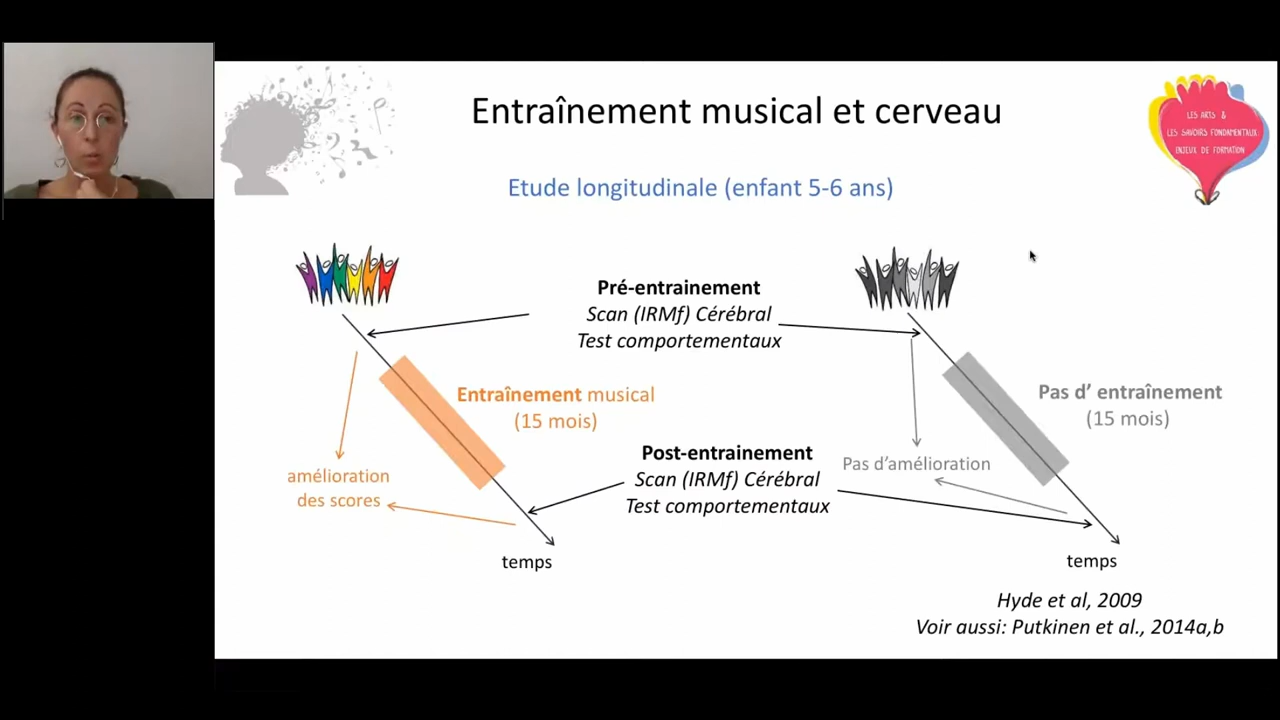 Entraînement musical et cerveau
LES ARTS &
LES SAVOIRS FONDAMENTAUX
ENJEUX DE FORMATION
Etude longitudinale (enfant 5-6 ans)
Pré-entrainement
Scan (IRMf) Cérébral
Test comportementaux
Entraînement musical
(15 mois)
Pas d’ entraînement
(15 mois)
Post-entrainement
Scan (IRMf) Cérébral
Test comportementaux
amélioration
des scores
Pas d’amélioration
temps
temps
Hyde et al, 2009
Voir aussi: Putkinen et al., 2014a,b